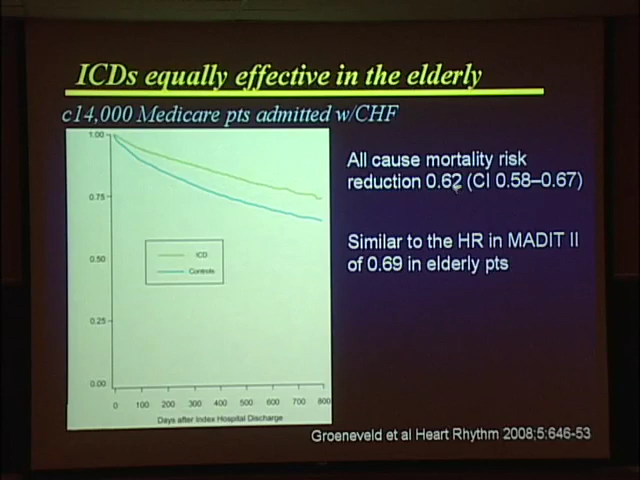 ICDs equally effective in the elderly
c14,000 Medicare pts admitted w/CHF
1.00
0.75
0.50
0.25
0.00
ICD
Controls
0 100 200 300 400 500 600 700 800
Days after Index Hospital Discharge
All cause mortality risk
reduction 0.62 (CI 0.58–0.67)
Similar to the HR in MADIT II
of 0.69 in elderly pts
Groeneveld et al Heart Rhythm 2008;5:646-53